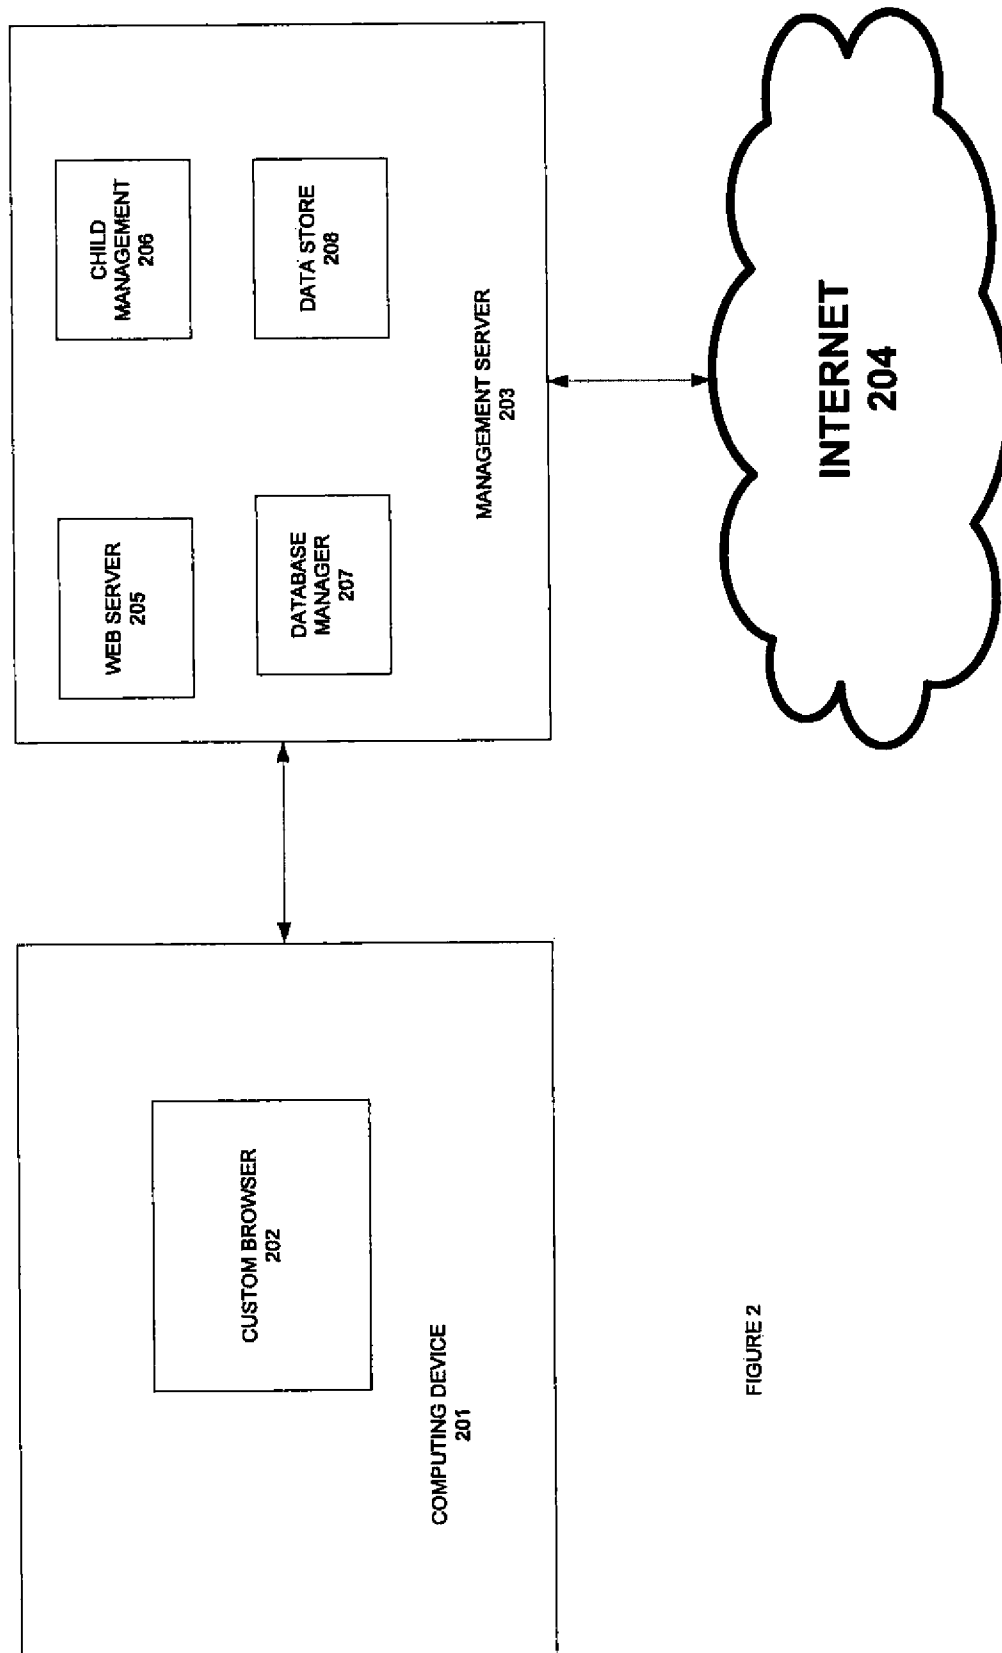 CUSTOM BROWSER
202
COMPUTING DEVICE
201
WEB SERVER
205
CHILD
MANAGEMENT
206
DATABASE
MANAGER
207
DATA STORE
208
MANAGEMENT SERVER
203
INTERNET
204
FIGURE 2